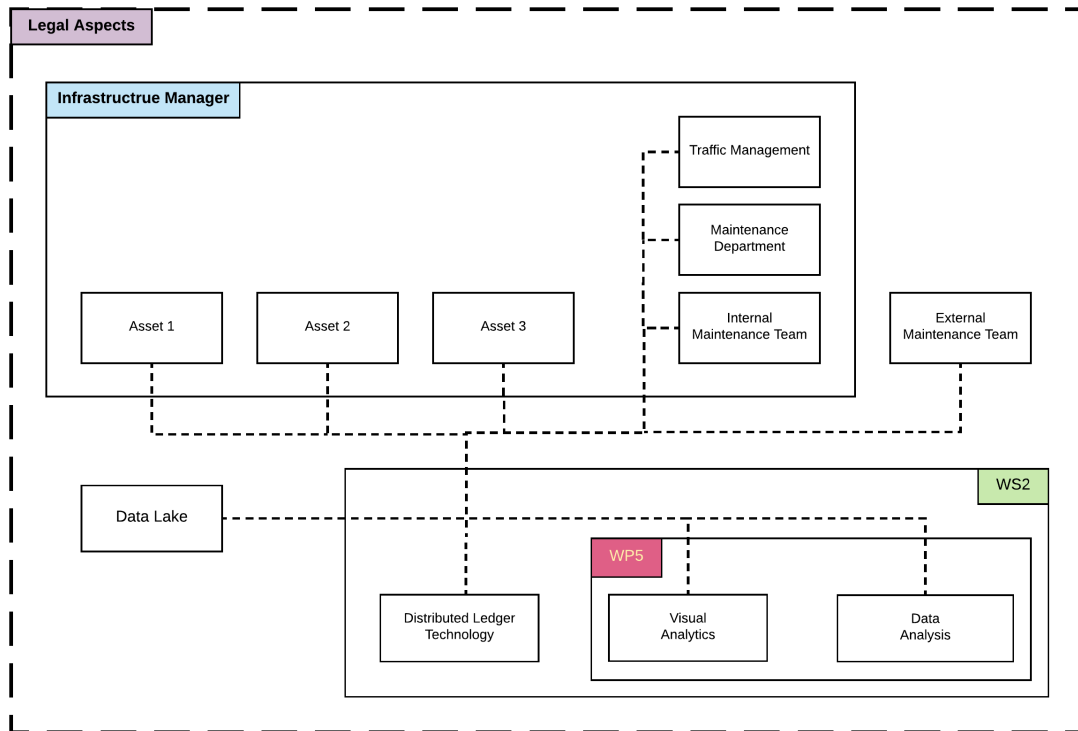 Legal Aspects
Infrastructrue Manager
Traffic Management
Maintenance
Department
Asset 1
Asset 2
Asset 3
Internal
Maintenance Team
External
Maintenance Team
WS2
Data Lake
WP5
Distributed Ledger
Technology
Visual
Analytics
Data
Analysis